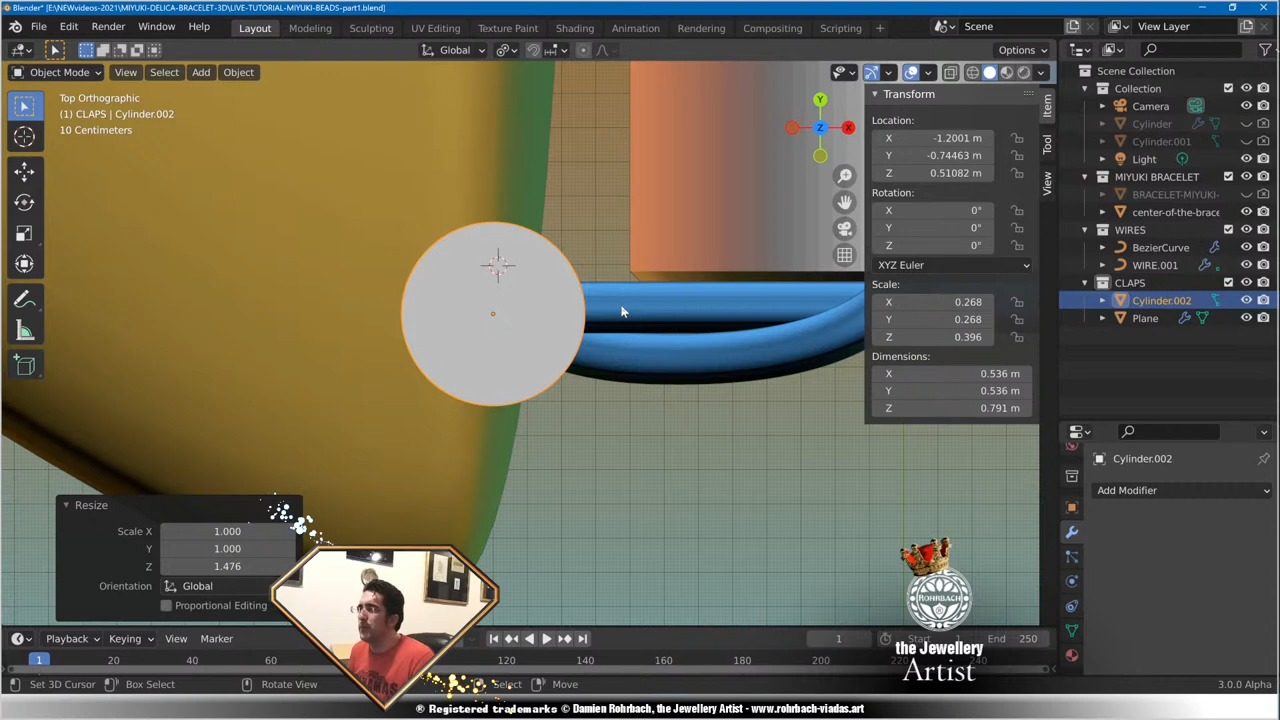 Blender* [E:\NEWvideos-2021\MIYUKI-DELICA-BRACELET-3D\LIVE-TUTORIAL-MIYUKI-BEADS-part1.blend]
File Edit Render Window Help Layout Modeling Sculpting UV Editing Texture Paint Shading Animation Rendering Compositing Scripting + Scene View Layer
Global Options
Object Mode View Select Add Object
Top Orthographic
(1) CLAPS | Cylinder.002
10 Centimeters
Y
Z
X
Transform
Location:
X -1.2001 m
Y -0.74463 m
Z 0.51082 m
Rotation:
X 0°
Y 0°
Z 0°
XYZ Euler
Scale:
X 0.268
Y 0.268
Z 0.396
Dimensions:
X 0.536 m
Y 0.536 m
Z 0.791 m
Item
Tool
View
Scene Collection
Collection
Camera
Cylinder
Cylinder.001
Light
MIYUKI BRACELET
BRACELET-MIYUKI-
center-of-the-brace
WIRES
BezierCurve
WIRE.001
CLAPS
Cylinder.002
Plane
Cylinder.002
Add Modifier
Resize
Scale X 1.000
Y 1.000
Z 1.476
Orientation Global
Proportional Editing
ROHRBACH
the Jewellery
Artist
Playback Keying View Marker 1 Start 1 End 250
1 20 40 60 120 140 160 180 200 220 240
Set 3D Cursor Box Select Rotate View Select Move 3.0.0 Alpha
® Registered trademarks © Damien Rohrbach, the Jewellery Artist - www.rohrbach-viadas.art